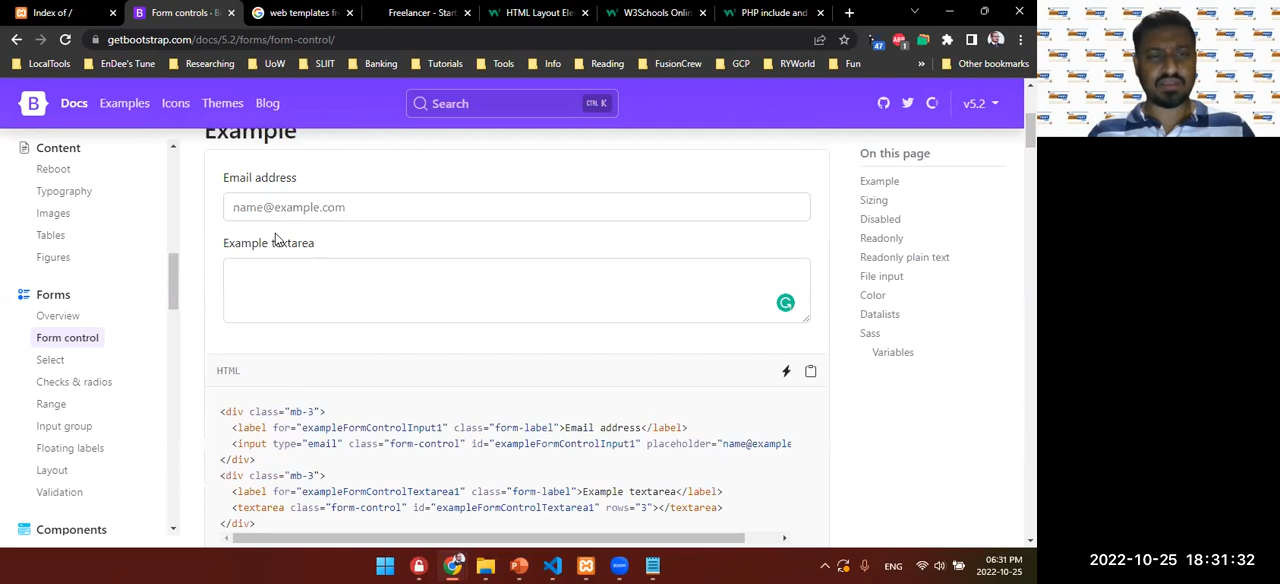 Index of /
Form controls - B
web templates fr
Freelancer - Star
HTML Layout Ele
W3Schools Onlin
PHP include and
getbootstrap.com/docs/5.2/forms/form-control/
47
1
LocalTools
EnDee's Tune
Researching
UoW
SLIIT
Books
Tutorials
IT
Info
Reading
FusionCrew
GCP
RYWorld
Fun
»
Other bookmarks
B
Docs
Examples
Icons
Themes
Blog
Search
CTRL K
v5.2
Content
Reboot
Typography
Images
Tables
Figures
Forms
Overview
Form control
Select
Checks & radios
Range
Input group
Floating labels
Layout
Validation
Components
Example
Email address
name@example.com
Example textarea
HTML
<div class="mb-3">
<label for="exampleFormControlInput1" class="form-label">Email address</label>
<input type="email" class="form-control" id="exampleFormControlInput1" placeholder="name@example
</div>
<div class="mb-3">
<label for="exampleFormControlTextarea1" class="form-label">Example textarea</label>
<textarea class="form-control" id="exampleFormControlTextarea1" rows="3"></textarea>
</div>
On this page
Example
Sizing
Disabled
Readonly
Readonly plain text
File input
Color
Datalists
Sass
Variables
ENG
06:31 PM
2022-10-25
2022-10-25 18:31:32